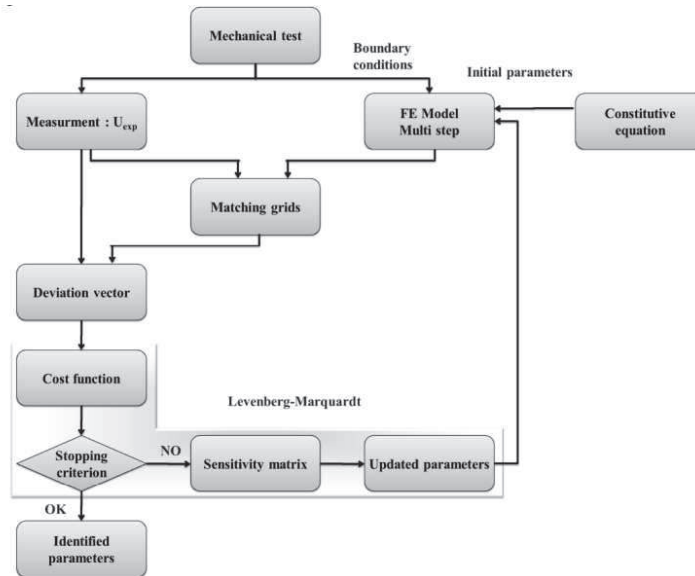 Mechanical test
Boundary
conditions
Initial parameters
Measurment : Uexp
FE Model
Multi step
Constitutive
equation
Matching grids
Deviation vector
Cost function
Levenberg-Marquardt
Stopping
criterion
NO
Sensitivity matrix
Updated parameters
OK
Identified
parameters